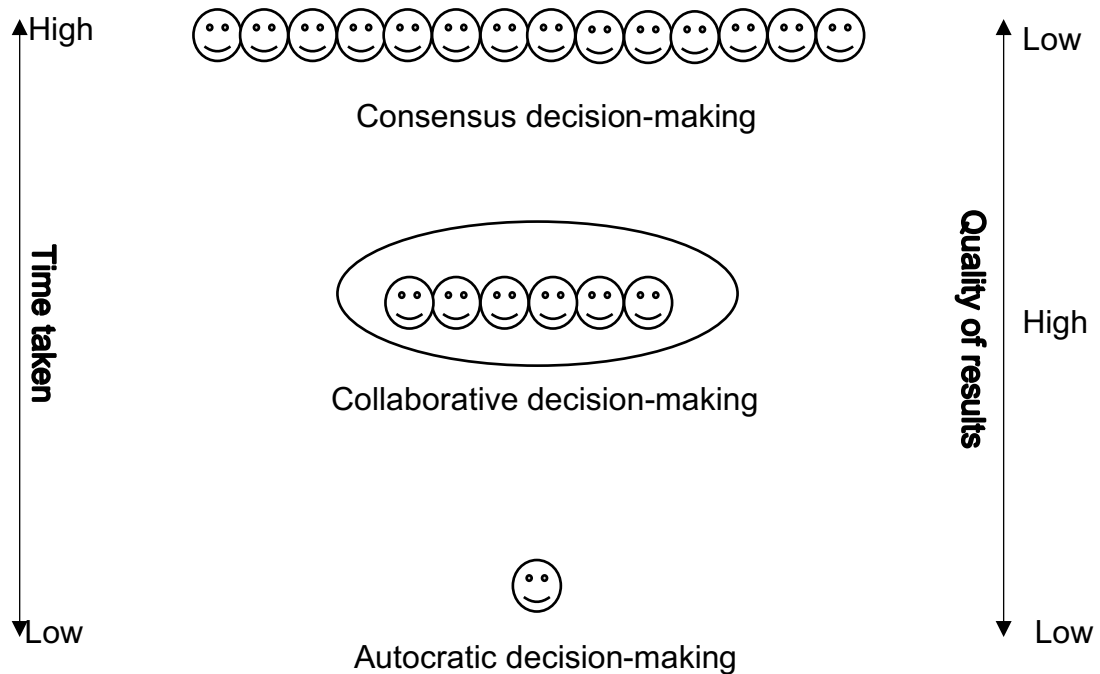 High
Low
Consensus decision-making
Time taken
Quality of results
High
Collaborative decision-making
Low
Low
Autocratic decision-making